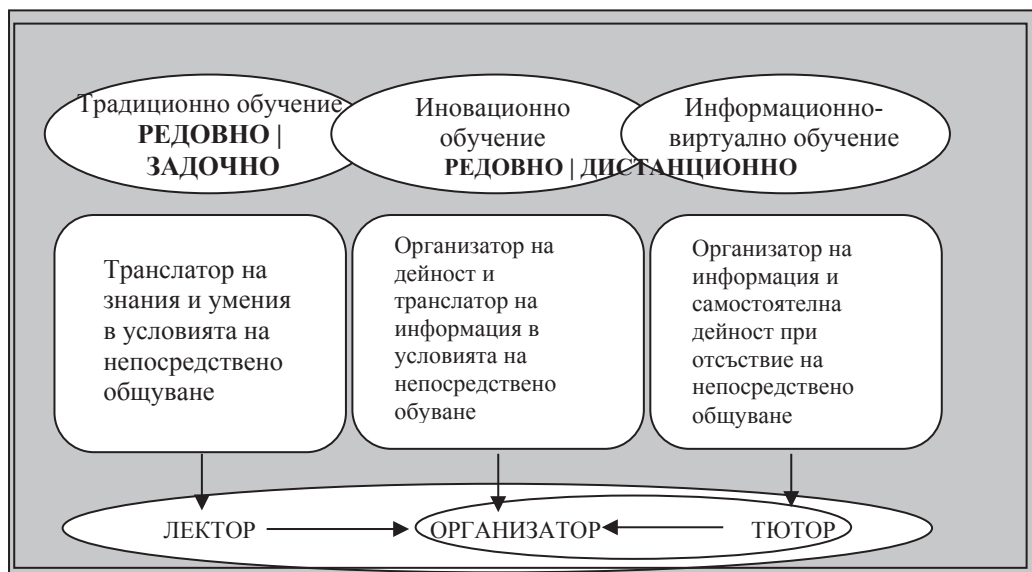 Традиционно обучение
РЕДОВНО |
ЗАДОЧНО
Иновационно
обучение
РЕДОВНО | ДИСТАНЦИОННО
Информационно-
виртуално обучение
Транслатор на
знания и умения
в условията на
непосредствено
общуване
Организатор на
дейност и
транслатор на
информация в
условията на
непосредствено
обуване
Организатор на
информация и
самостоятелна
дейност при
отсъствие на
непосредствено
общуване
ЛЕКТОР
ОРГАНИЗАТОР
ТЮТОР